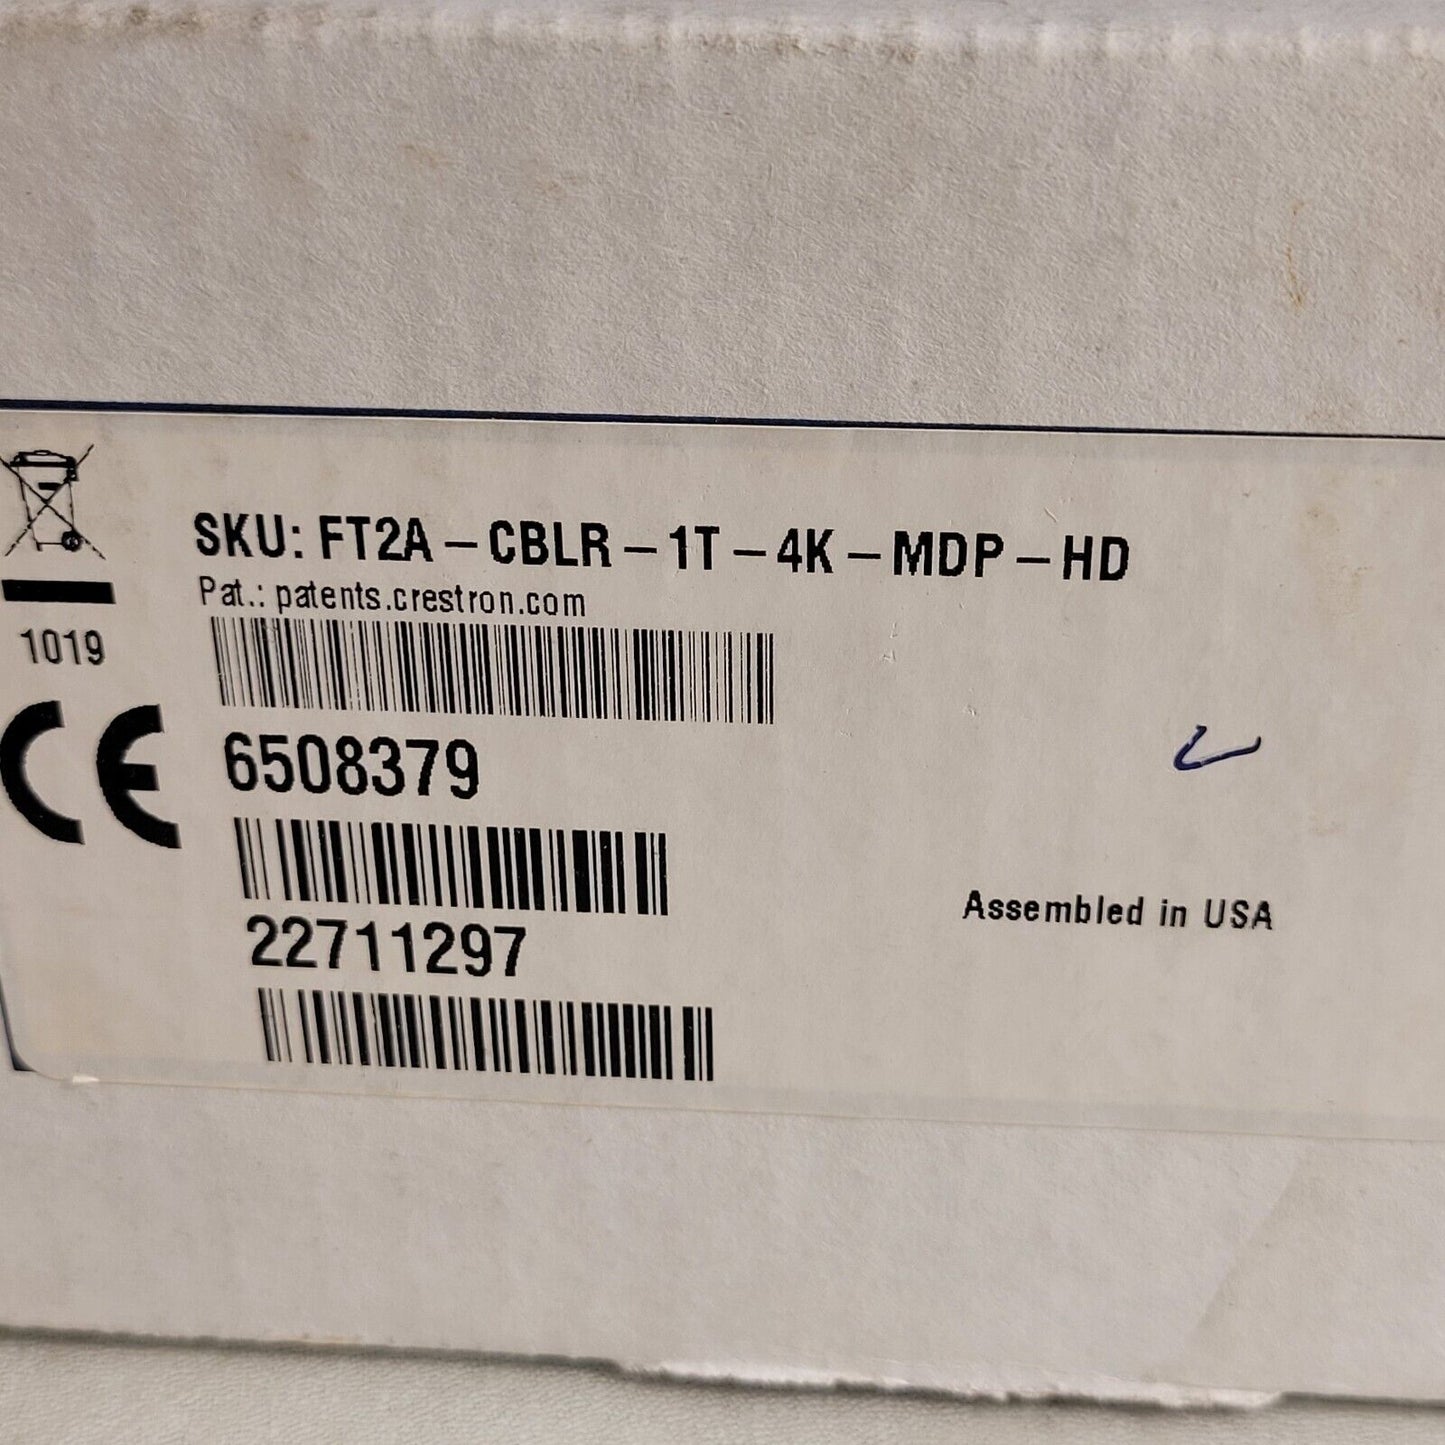 SKU: FT2A-CBLR-1T-4K-MDP-HD
Pat.: patents.crestron.com
1019
CE
6508379
22711297
Assembled in USA